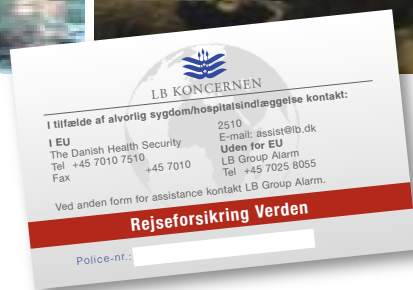 LB KONCERNEN
I tilfælde af alvorlig sygdom/hospitalsindlæggelse kontakt:
I EU
The Danish Health Security
Tel +45 7010 7510
Fax +45 7010
2510
E-mail: assist@lb.dk
Uden for EU
LB Group Alarm
Tel +45 7025 8055
Ved anden form for assistance kontakt LB Group Alarm.
Rejseforsikring Verden
Police-nr.: